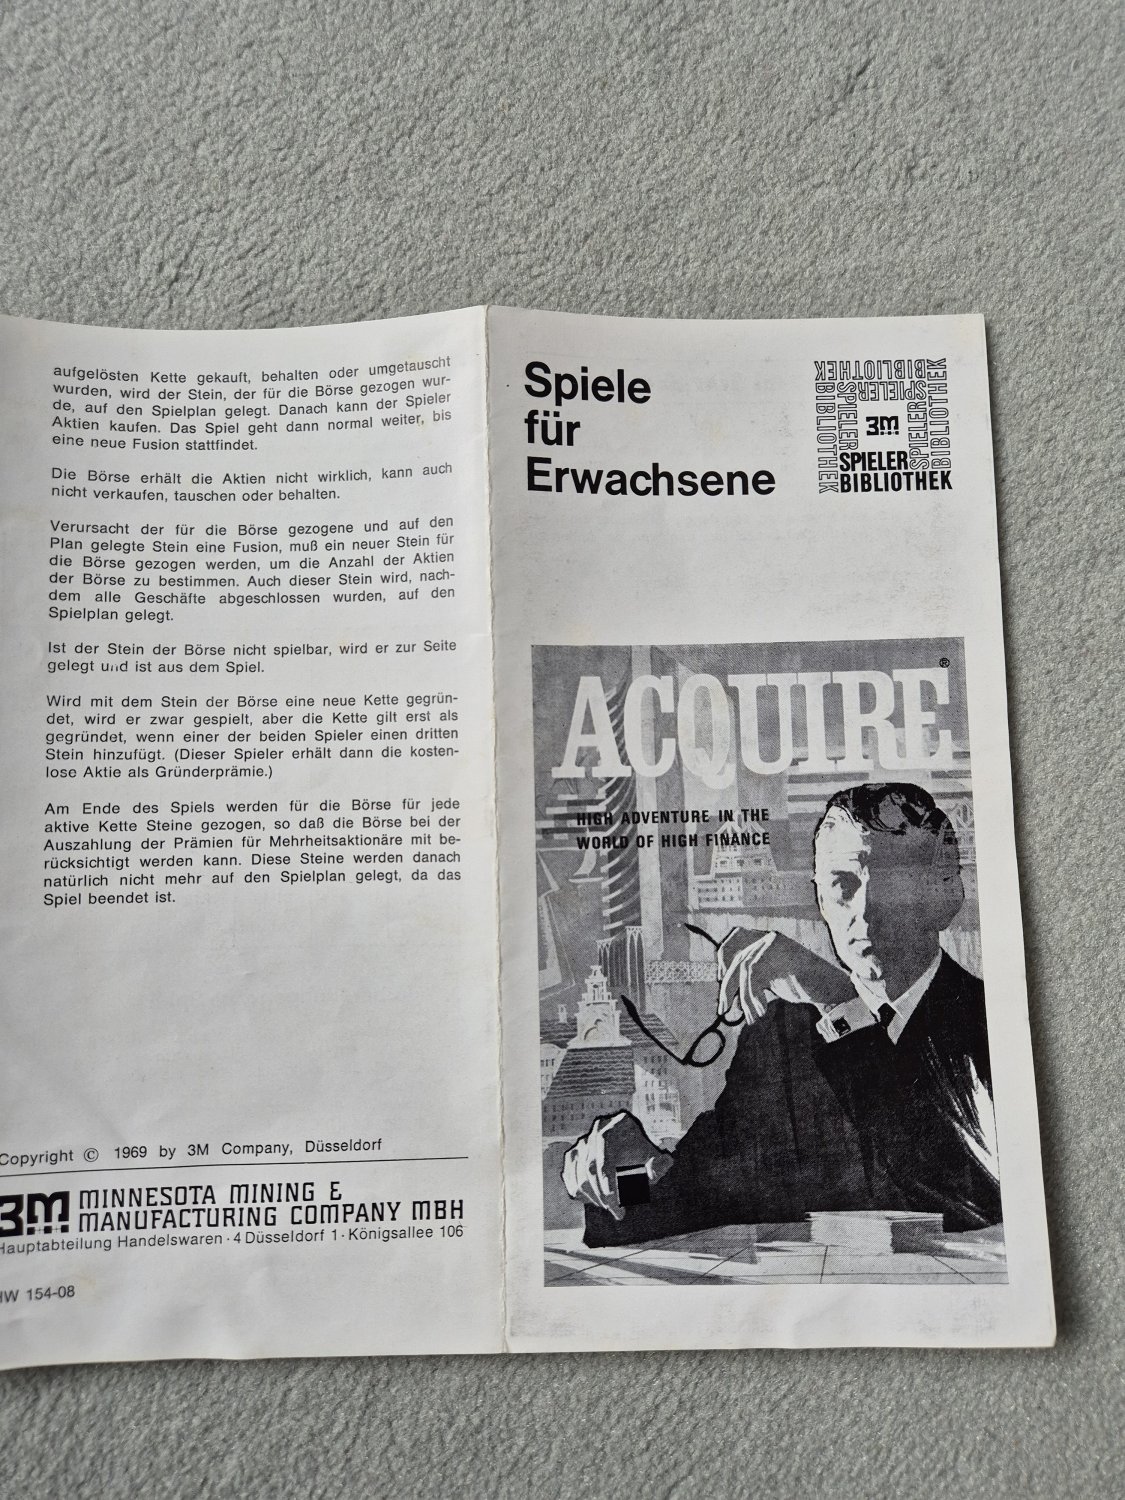 aufgelösten Kette gekauft, behalten oder umgetauscht
wurden, wird der Stein, der für die Börse gezogen wur-
de, auf den Spielplan gelegt. Danach kann der Spieler
Aktien kaufen. Das Spiel geht dann normal weiter, bis
eine neue Fusion stattfindet.
Die Börse erhält die Aktien nicht wirklich, kann auch
nicht verkaufen, tauschen oder behalten.
Verursacht der für die Börse gezogene und auf den
Plan gelegte Stein eine Fusion, muß ein neuer Stein für
die Börse gezogen werden, um die Anzahl der Aktien
der Börse zu bestimmen. Auch dieser Stein wird, nach-
dem alle Geschäfte abgeschlossen wurden, auf den
Spielplan gelegt.
Ist der Stein der Börse nicht spielbar, wird er zur Seite
gelegt und ist aus dem Spiel.
Wird mit dem Stein der Börse eine neue Kette gegrün-
det, wird er zwar gespielt, aber die Kette gilt erst als
gegründet, wenn einer der beiden Spieler einen dritten
Stein hinzufügt. (Dieser Spieler erhält dann die kosten-
lose Aktie als Gründerprämie.)
Am Ende des Spiels werden für die Börse für jede
aktive Kette Steine gezogen, so daß die Börse bei der
Auszahlung der Prämien für Mehrheitsaktionäre mit be-
rücksichtigt werden kann. Diese Steine werden danach
natürlich nicht mehr auf den Spielplan gelegt, da das
Spiel beendet ist.
Copyright © 1969 by 3M Company, Düsseldorf
3M MINNESOTA MINING &
MANUFACTURING COMPANY MBH
Hauptabteilung Handelswaren · 4 Düsseldorf 1 · Königsallee 106
HW 154-08
Spiele
für
Erwachsene
SPIELER
BIBLIOTHEK
SPIELER
BIBLIOTHEK
SPIELER
BIBLIOTHEK
3M
SPIELER
BIBLIOTHEK
ACQUIRE®
HIGH ADVENTURE IN THE
WORLD OF HIGH FINANCE